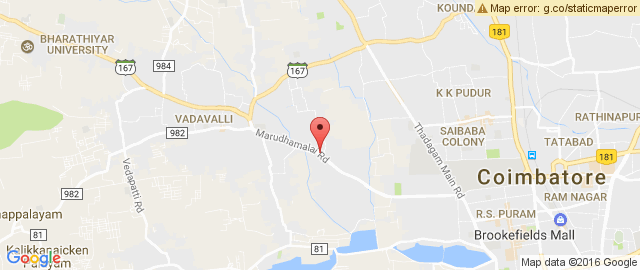 KOUND
Map error: g.co/staticmaperror
181
BHARATHIYAR
UNIVERSITY
984
167
167
K K PUDUR
RATHINAPUR
VADAVALLI
982
Marudhamalai Rd
Thadagam Main Rd
SAIBABA
COLONY
TATABAD
181
Vedapatti Rd
Coimbatore
982
RAM NAGAR
nappalayam
R.S. PURAM
81
81
Brookefields Mall
Kalikkanaicken
Palayam
Google
Map data ©2016 Google